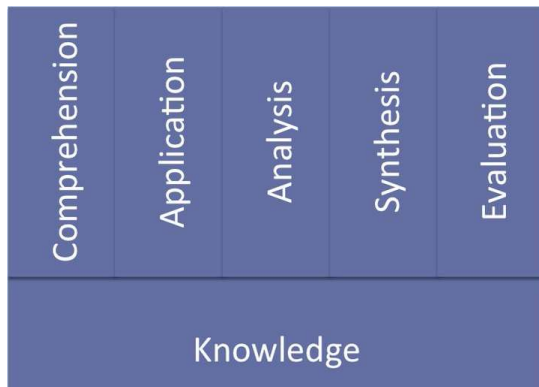 Comprehension
Application
Analysis
Synthesis
Evaluation
Knowledge